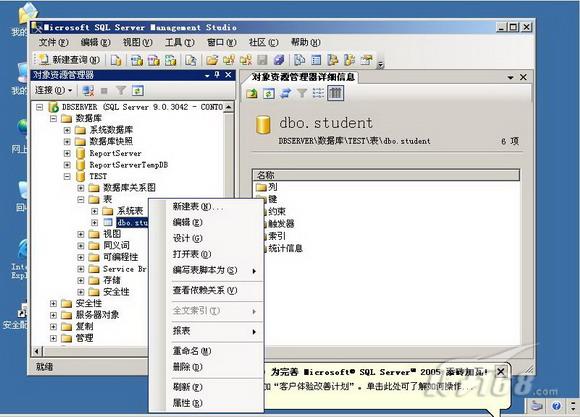 我的
Microsoft SQL Server Management Studio
文件(F) 编辑(E) 视图(V) 工具(T) 窗口(W) 社区(C) 帮助(H)
新建查询(N)
我的
对象资源管理器
对象资源管理器详细信息
连接(O)
DBSERVER (SQL Server 9.0.3042 - CONTO
数据库
系统数据库
数据库快照
ReportServer
ReportServerTempDB
TEST
数据库关系图
表
系统表
dbo.stu
视图
同义词
可编程性
Service Br
存储
安全性
安全性
服务器对象
复制
管理
dbo.student
DBSERVER\数据库\TEST\表\dbo.student
6 项
名称
列
键
约束
触发器
索引
统计信息
新建表(N)...
编辑(E)
设计(G)
打开表(O)
编写表脚本为(S)
查看依赖关系(V)
全文索引(T)
报表
重命名(M)
删除(D)
刷新(F)
属性(R)
网上
回收
Inte
Expl
安全配
就绪
为完善 Microsoft® SQL Server™ 2005 添砖加瓦!
加“客户体验改善计划”。单击此处可了解如何操作...